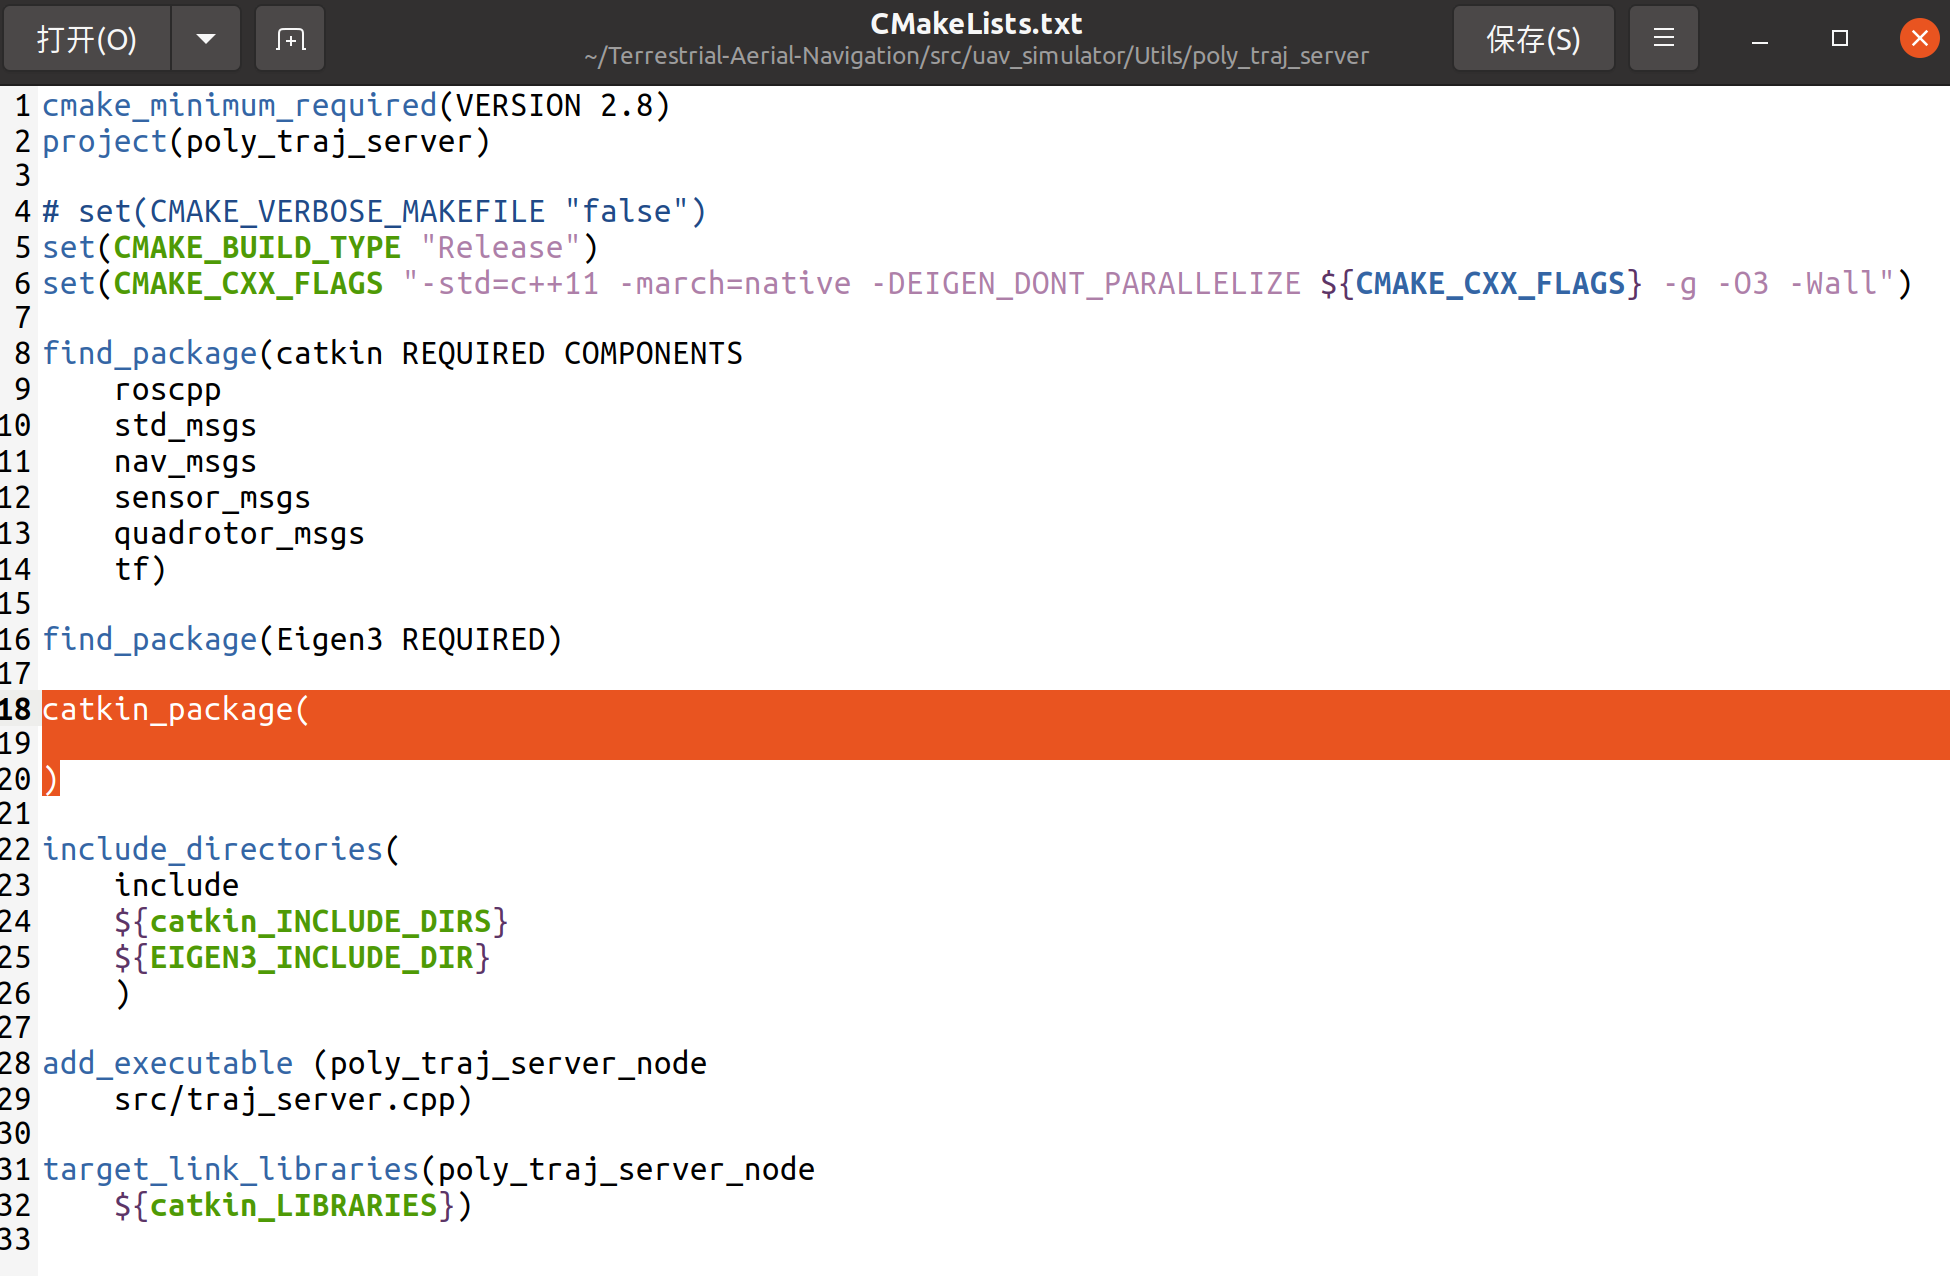 打开(O)
CMakeLists.txt
~/Terrestrial-Aerial-Navigation/src/uav_simulator/Utils/poly_traj_server
保存(S)
1 cmake_minimum_required(VERSION 2.8)
2 project(poly_traj_server)
3
4 # set(CMAKE_VERBOSE_MAKEFILE "false")
5 set(CMAKE_BUILD_TYPE "Release")
6 set(CMAKE_CXX_FLAGS "-std=c++11 -march=native -DEIGEN_DONT_PARALLELIZE ${CMAKE_CXX_FLAGS} -g -O3 -Wall")
7
8 find_package(catkin REQUIRED COMPONENTS
9     roscpp
10     std_msgs
11     nav_msgs
12     sensor_msgs
13     quadrotor_msgs
14     tf)
15
16 find_package(Eigen3 REQUIRED)
17
18 catkin_package(
19
20 )
21
22 include_directories(
23     include
24     ${catkin_INCLUDE_DIRS}
25     ${EIGEN3_INCLUDE_DIR}
26     )
27
28 add_executable (poly_traj_server_node
29     src/traj_server.cpp)
30
31 target_link_libraries(poly_traj_server_node
32     ${catkin_LIBRARIES})
33